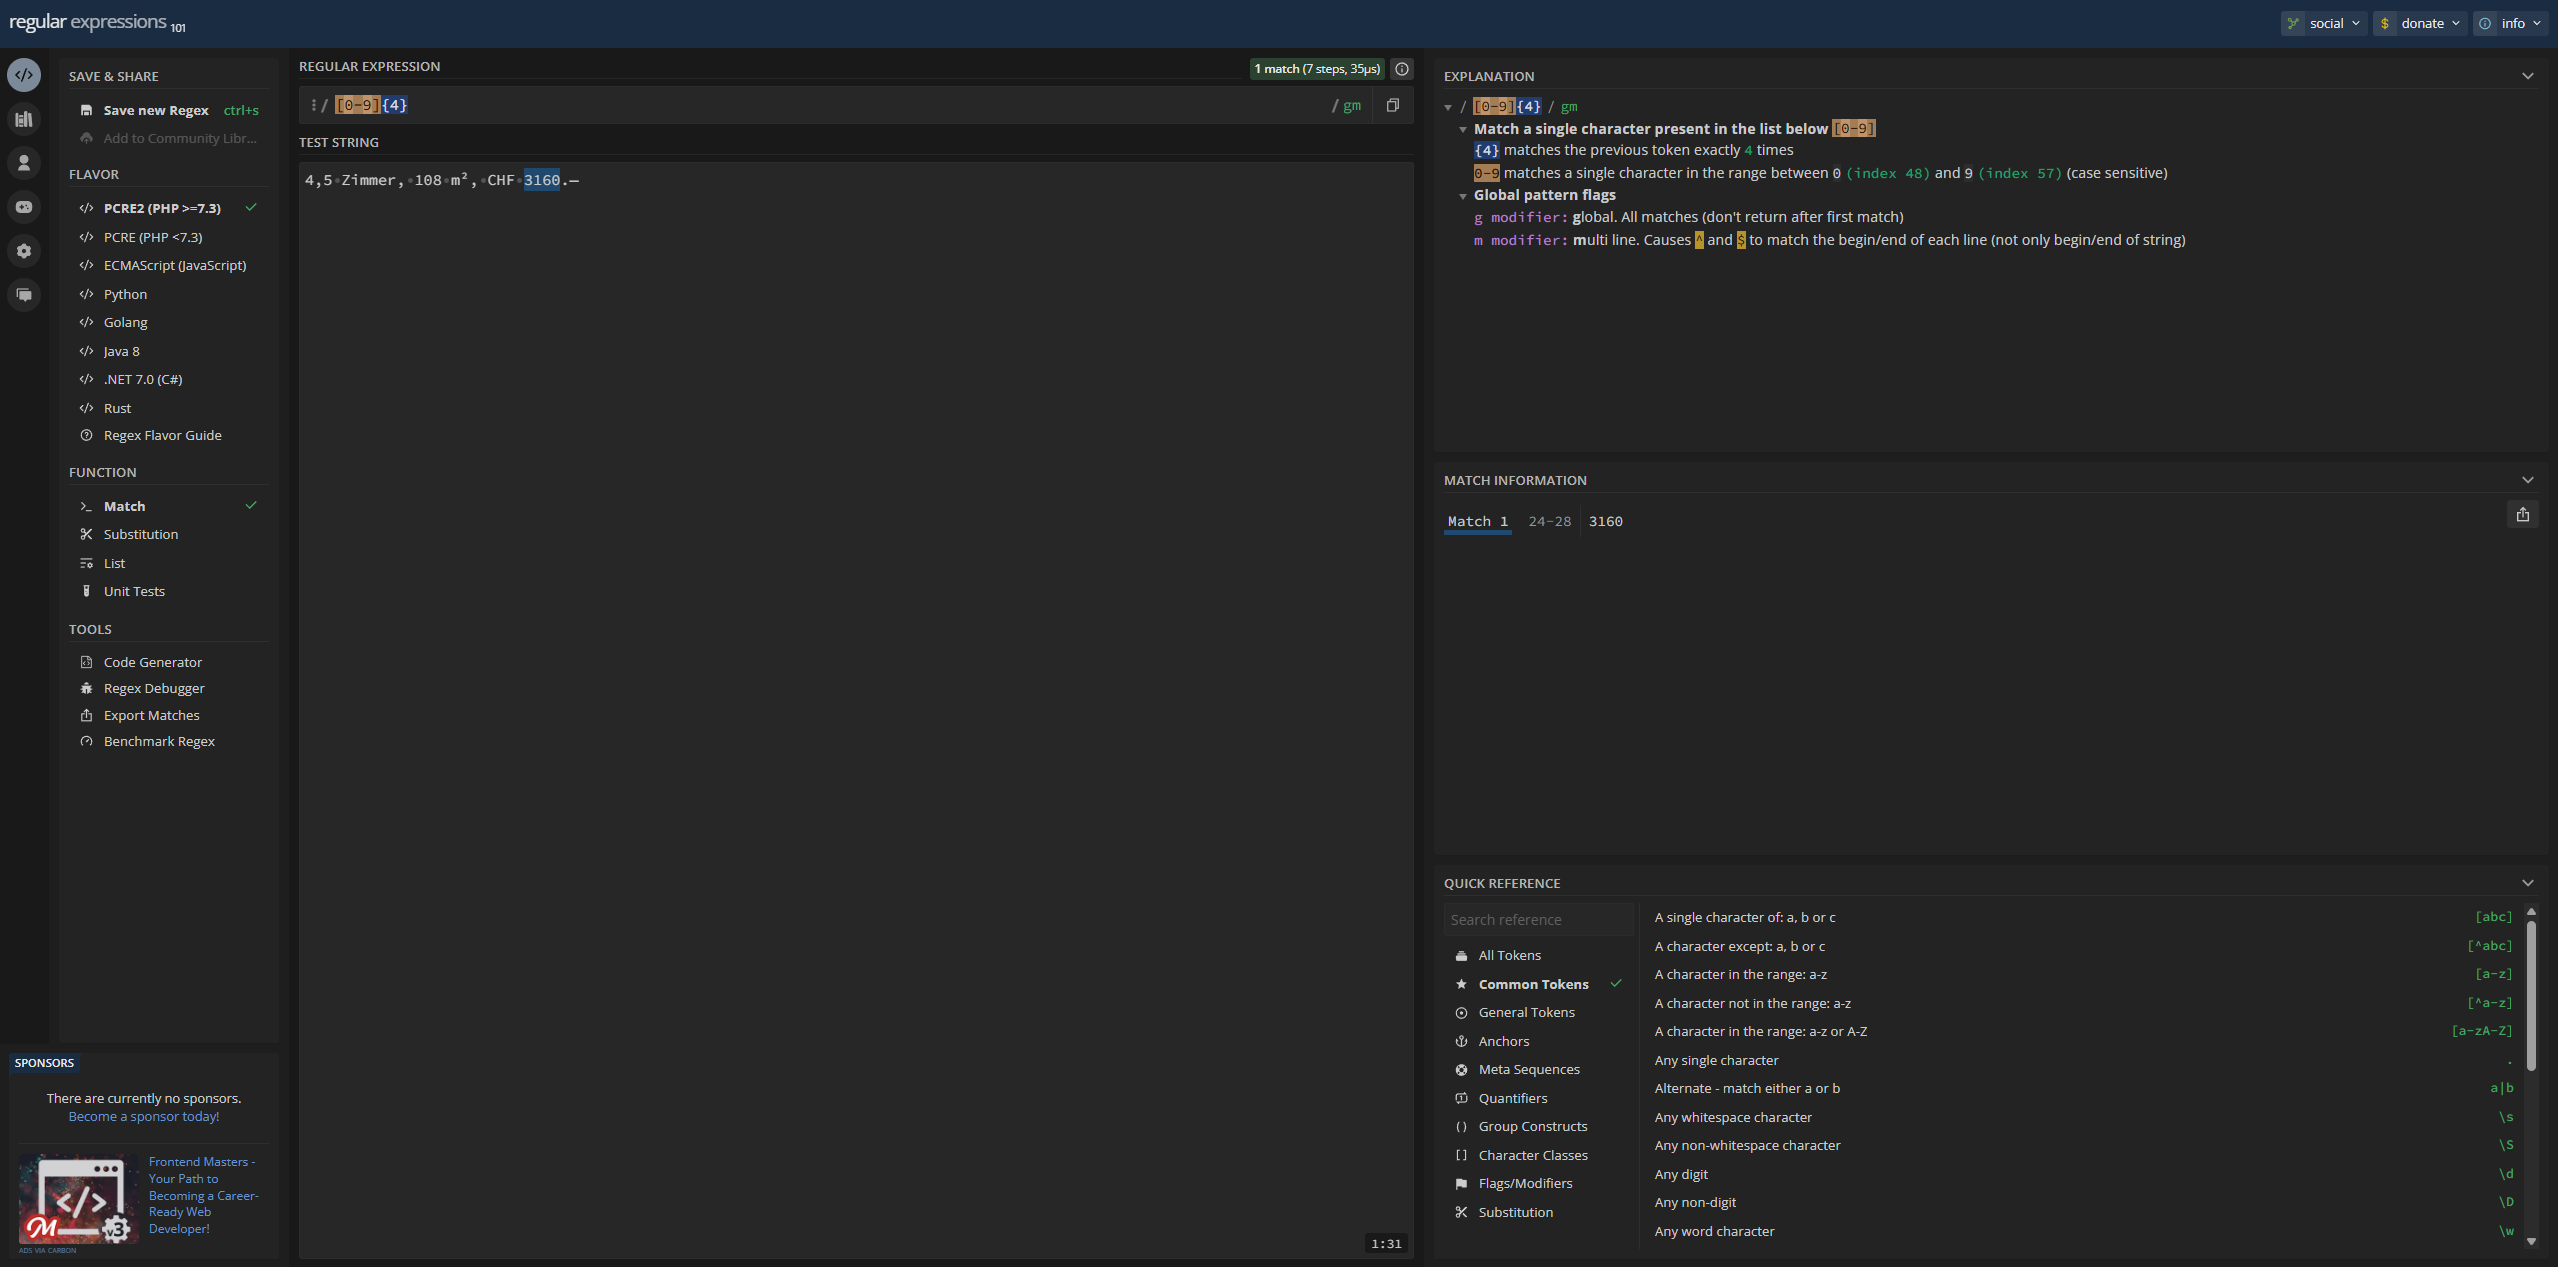 regular expressions 101
social
donate
info
SAVE & SHARE
Save new Regex ctrl+s
Add to Community Libr...
FLAVOR
PCRE2 (PHP >=7.3)
PCRE (PHP <7.3)
ECMAScript (JavaScript)
Python
Golang
Java 8
.NET 7.0 (C#)
Rust
Regex Flavor Guide
FUNCTION
Match
Substitution
List
Unit Tests
TOOLS
Code Generator
Regex Debugger
Export Matches
Benchmark Regex
SPONSORS
There are currently no sponsors.
Become a sponsor today!
Frontend Masters -
Your Path to
Becoming a Career-
Ready Web
Developer!
M </> v3
ADS VIA CARBON
REGULAR EXPRESSION
1 match (7 steps, 35µs)
/ [0-9]{4} / gm
TEST STRING
4,5 Zimmer, 108 m², CHF 3160.—
1:31
EXPLANATION
/ [0-9]{4} / gm
Match a single character present in the list below [0-9]
{4} matches the previous token exactly 4 times
0-9 matches a single character in the range between 0 (index 48) and 9 (index 57) (case sensitive)
Global pattern flags
g modifier: global. All matches (don't return after first match)
m modifier: multi line. Causes ^ and $ to match the begin/end of each line (not only begin/end of string)
MATCH INFORMATION
Match 1 24-28 3160
QUICK REFERENCE
Search reference
All Tokens
Common Tokens
General Tokens
Anchors
Meta Sequences
Quantifiers
Group Constructs
Character Classes
Flags/Modifiers
Substitution
A single character of: a, b or c [abc]
A character except: a, b or c [^abc]
A character in the range: a-z [a-z]
A character not in the range: a-z [^a-z]
A character in the range: a-z or A-Z [a-zA-Z]
Any single character .
Alternate - match either a or b a|b
Any whitespace character \s
Any non-whitespace character \S
Any digit \d
Any non-digit \D
Any word character \w